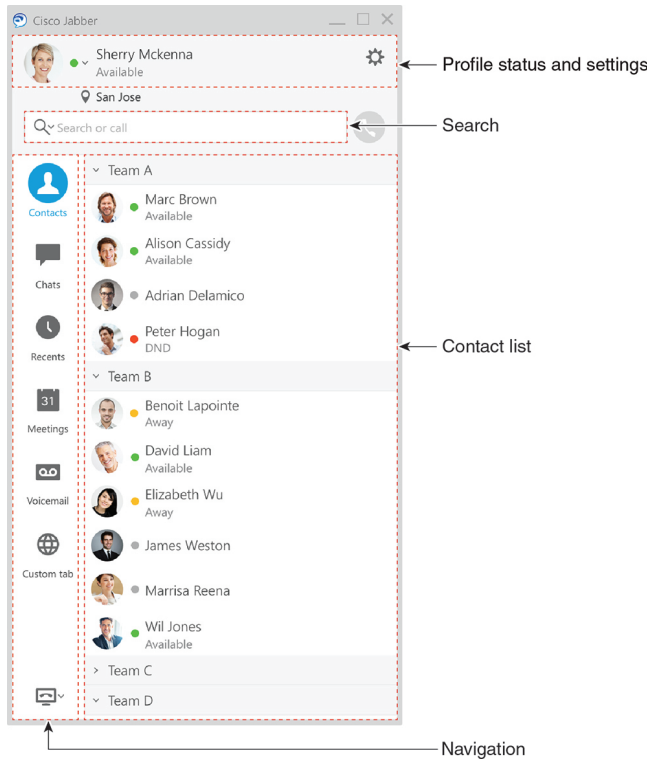 Cisco Jabber
Sherry Mckenna
Available
Profile status and settings
San Jose
Search or call
Search
Contacts
Chats
Recents
31
Meetings
Voicemail
Custom tab
Team A
Marc Brown
Available
Alison Cassidy
Available
Adrian Delamico
Peter Hogan
DND
Contact list
Team B
Benoit Lapointe
Away
David Liam
Available
Elizabeth Wu
Away
James Weston
Marrisa Reena
Wil Jones
Available
Team C
Team D
Navigation